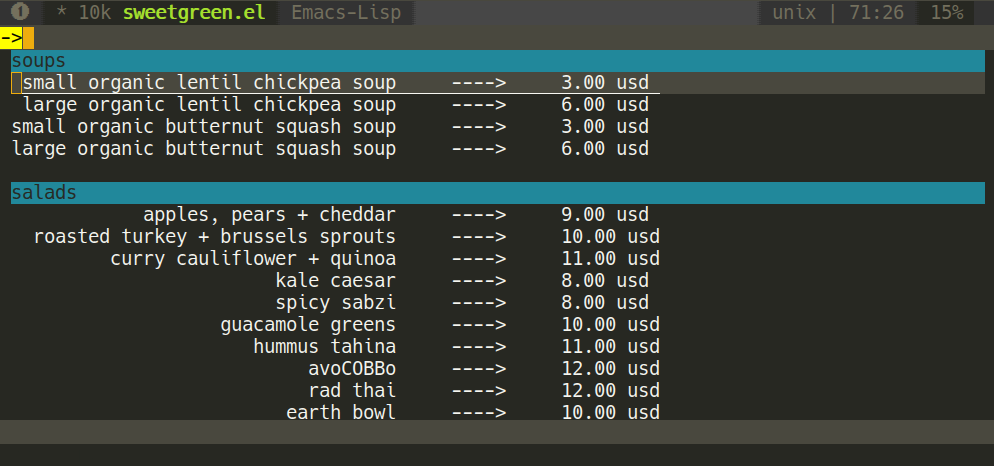 ❶ * 10k sweetgreen.el Emacs-Lisp unix | 71:26 15%
->
soups
small organic lentil chickpea soup ----> 3.00 usd
large organic lentil chickpea soup ----> 6.00 usd
small organic butternut squash soup ----> 3.00 usd
large organic butternut squash soup ----> 6.00 usd
salads
apples, pears + cheddar ----> 9.00 usd
roasted turkey + brussels sprouts ----> 10.00 usd
curry cauliflower + quinoa ----> 11.00 usd
kale caesar ----> 8.00 usd
spicy sabzi ----> 8.00 usd
guacamole greens ----> 10.00 usd
hummus tahina ----> 11.00 usd
avoCOBBo ----> 12.00 usd
rad thai ----> 12.00 usd
earth bowl ----> 10.00 usd